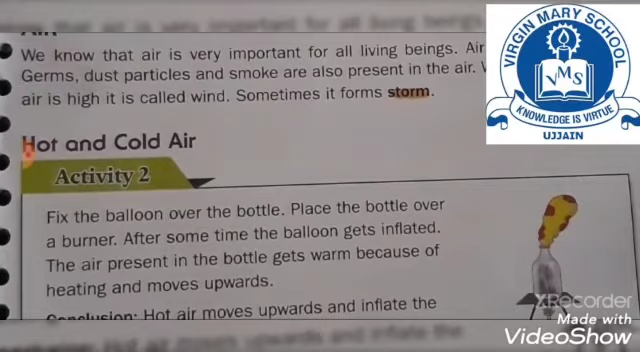 AIR
We know that air is very important for all living beings. Air
Germs, dust particles and smoke are also present in the air.
air is high it is called wind. Sometimes it forms storm.
Hot and Cold Air
Activity 2
Fix the balloon over the bottle. Place the bottle over
a burner. After some time the balloon gets inflated.
The air present in the bottle gets warm because of
heating and moves upwards.
Conclusion: Hot air moves upwards and inflate the
VIRGIN MARY SCHOOL
VMS
KNOWLEDGE IS VIRTUE
UJJAIN
XRecorder
Made with
VideoShow